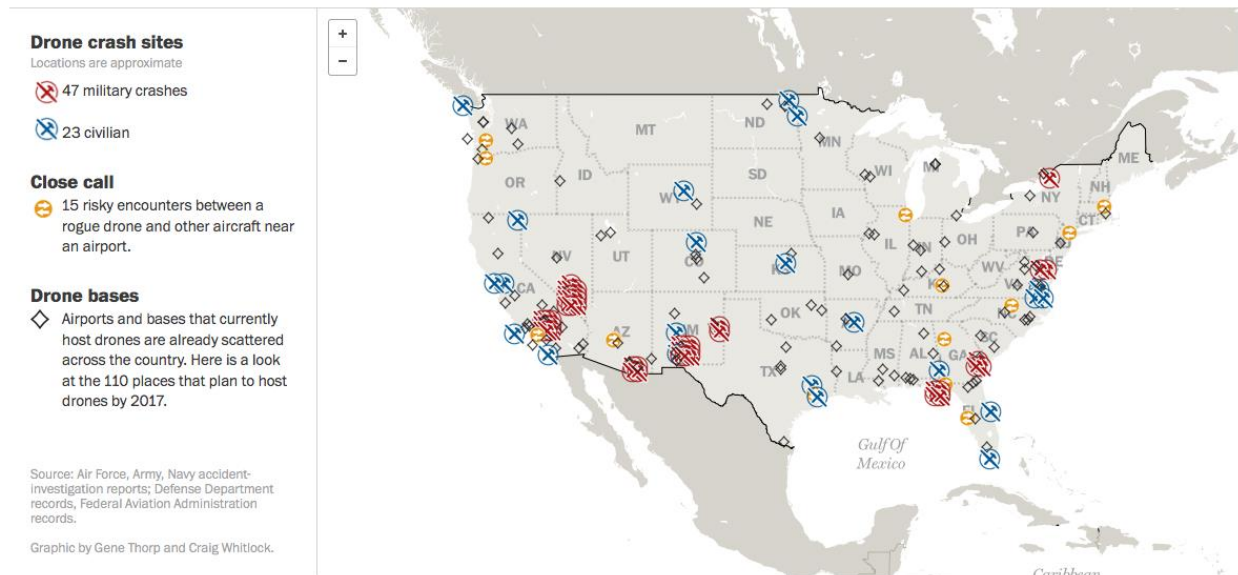 Drone crash sites
Locations are approximate
47 military crashes
23 civilian
Close call
15 risky encounters between a
rogue drone and other aircraft near
an airport.
Drone bases
Airports and bases that currently
host drones are already scattered
across the country. Here is a look
at the 110 places that plan to host
drones by 2017.
Source: Air Force, Army, Navy accident-
investigation reports; Defense Department
records, Federal Aviation Administration
records.
Graphic by Gene Thorp and Craig Whitlock.
+
−
WA
MT
ND
MN
ME
OR
ID
SD
WI
MI
NY
NH
WY
IA
CT
NE
PA
NV
UT
CO
IL
IN
OH
DE
CA
MO
WV
OK
TN
AZ
SC
MS
AL
GA
TX
LA
Gulf Of
Mexico
Caribbean